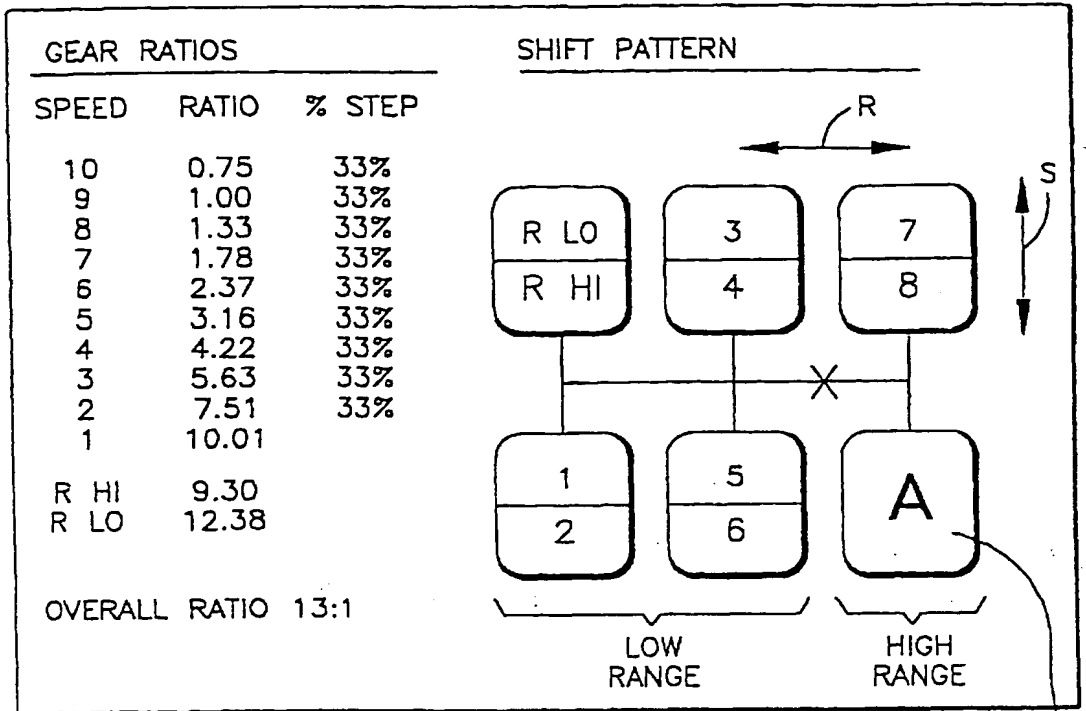 GEAR RATIOS
SPEED RATIO % STEP
10 0.75 33%
9 1.00 33%
8 1.33 33%
7 1.78 33%
6 2.37 33%
5 3.16 33%
4 4.22 33%
3 5.63 33%
2 7.51 33%
1 10.01
R HI 9.30
R LO 12.38
OVERALL RATIO 13:1
SHIFT PATTERN
R
S
R LO 3 7
R HI 4 8
X
1 5 A
2 6
LOW HIGH
RANGE RANGE